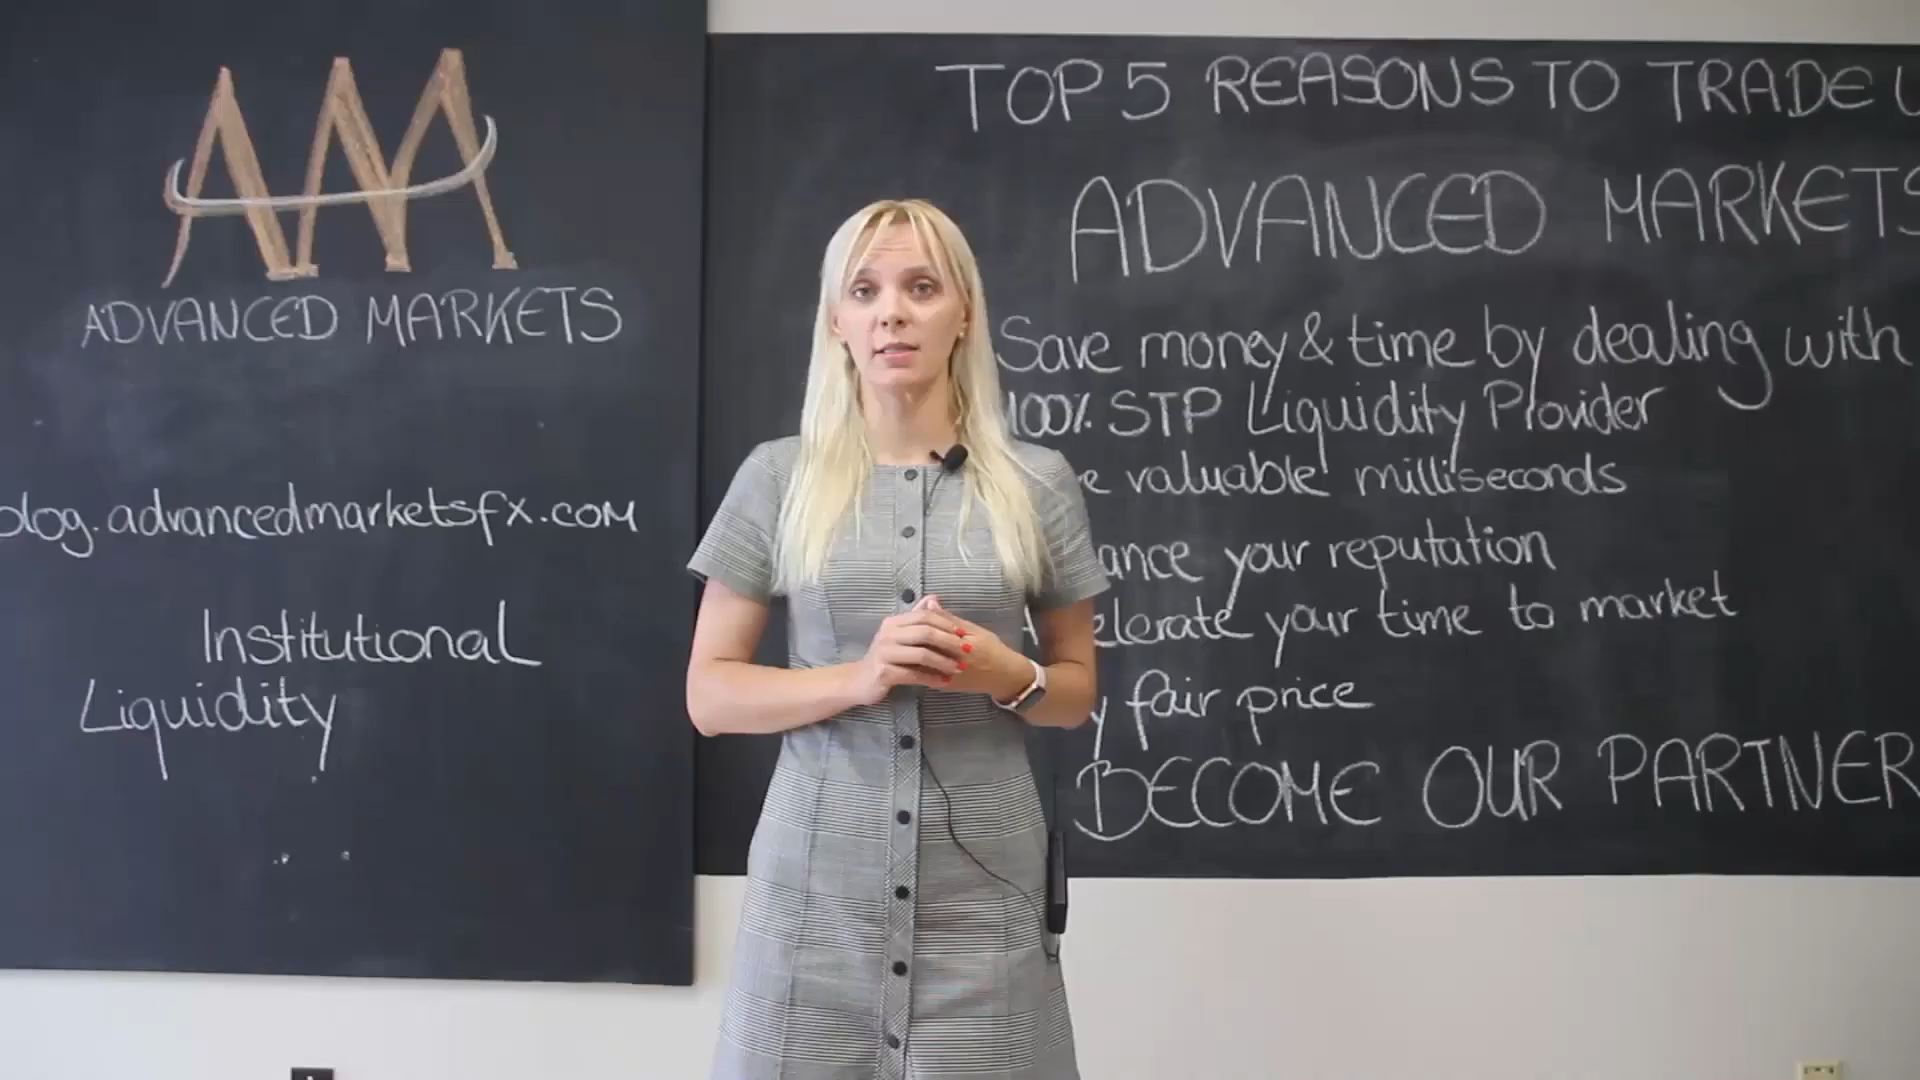 AM
ADVANCED MARKETS
blog.advancedmarketsfx.com
Institutional
Liquidity
TOP 5 REASONS TO TRADE
ADVANCED MARKETS
Save money & time by dealing with
100% STP Liquidity Provider
valuable milliseconds
your reputation
your time to market
fair price
BECOME OUR PARTNER